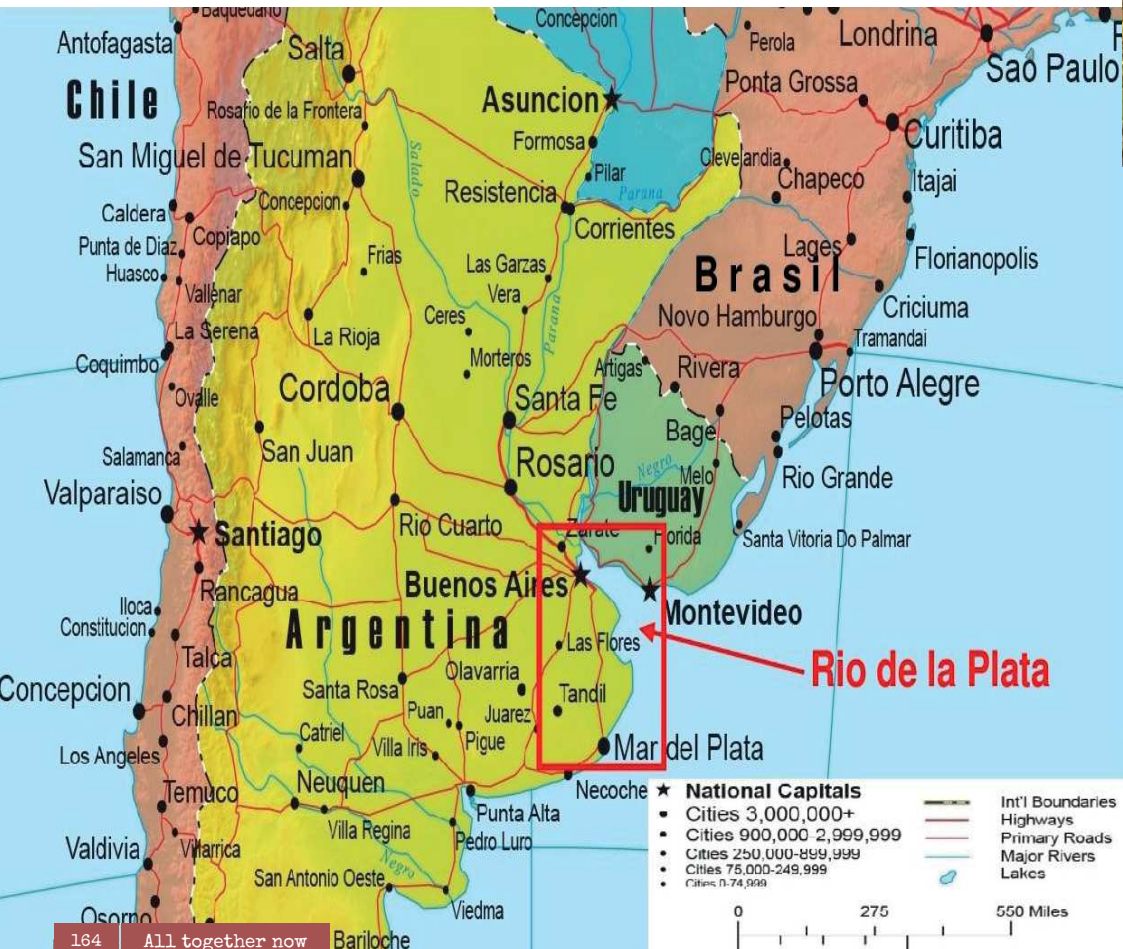 Baquedano
Concepcion
Antofagasta
Salta
Perola
Londrina
Sao Paulo
Chile
Asuncion
Ponta Grossa
Rosario de la Frontera
Formosa
Curitiba
San Miguel de Tucuman
Salado
Clevelandia
Pilar
Chapeco
Itajai
Resistencia
Parana
Caldera
Concepcion
Corrientes
Copiapo
Punta de Diaz
Lages
Florianopolis
Frias
Las Garzas
Huasco
Brasil
Vallenar
Vera
Criciuma
Ceres
Novo Hamburgo
La Serena
La Rioja
Parana
Tramandai
Coquimbo
Morteros
Artigas
Rivera
Porto Alegre
Ovalle
Cordoba
Santa Fe
Pelotas
Bage
San Juan
Salamanca
Rosario
Negro
Melo
Rio Grande
Valparaiso
Uruguay
Santiago
Rio Cuarto
Zarate
Florida
Santa Vitoria Do Palmar
Rancagua
Buenos Aires
Iloca
Montevideo
Constitucion
Argentina
Las Flores
Talca
Rio de la Plata
Olavarria
Concepcion
Santa Rosa
Tandil
Chillan
Puan
Juarez
Catriel
Pigue
Los Angeles
Villa Iris
Mar del Plata
Neuquen
Necoche
Temuco
Punta Alta
Villa Regina
Pedro Luro
Valdivia
Villarrica
Negro
San Antonio Oeste
Viedma
Osorno
Bariloche
National Capitals
Cities 3,000,000+
Cities 900,000-2,999,999
Cities 250,000-899,999
Cities 75,000-249,999
Cities 0-74,999
Int'l Boundaries
Highways
Primary Roads
Major Rivers
Lakes
0 275 550 Miles
164 All together now